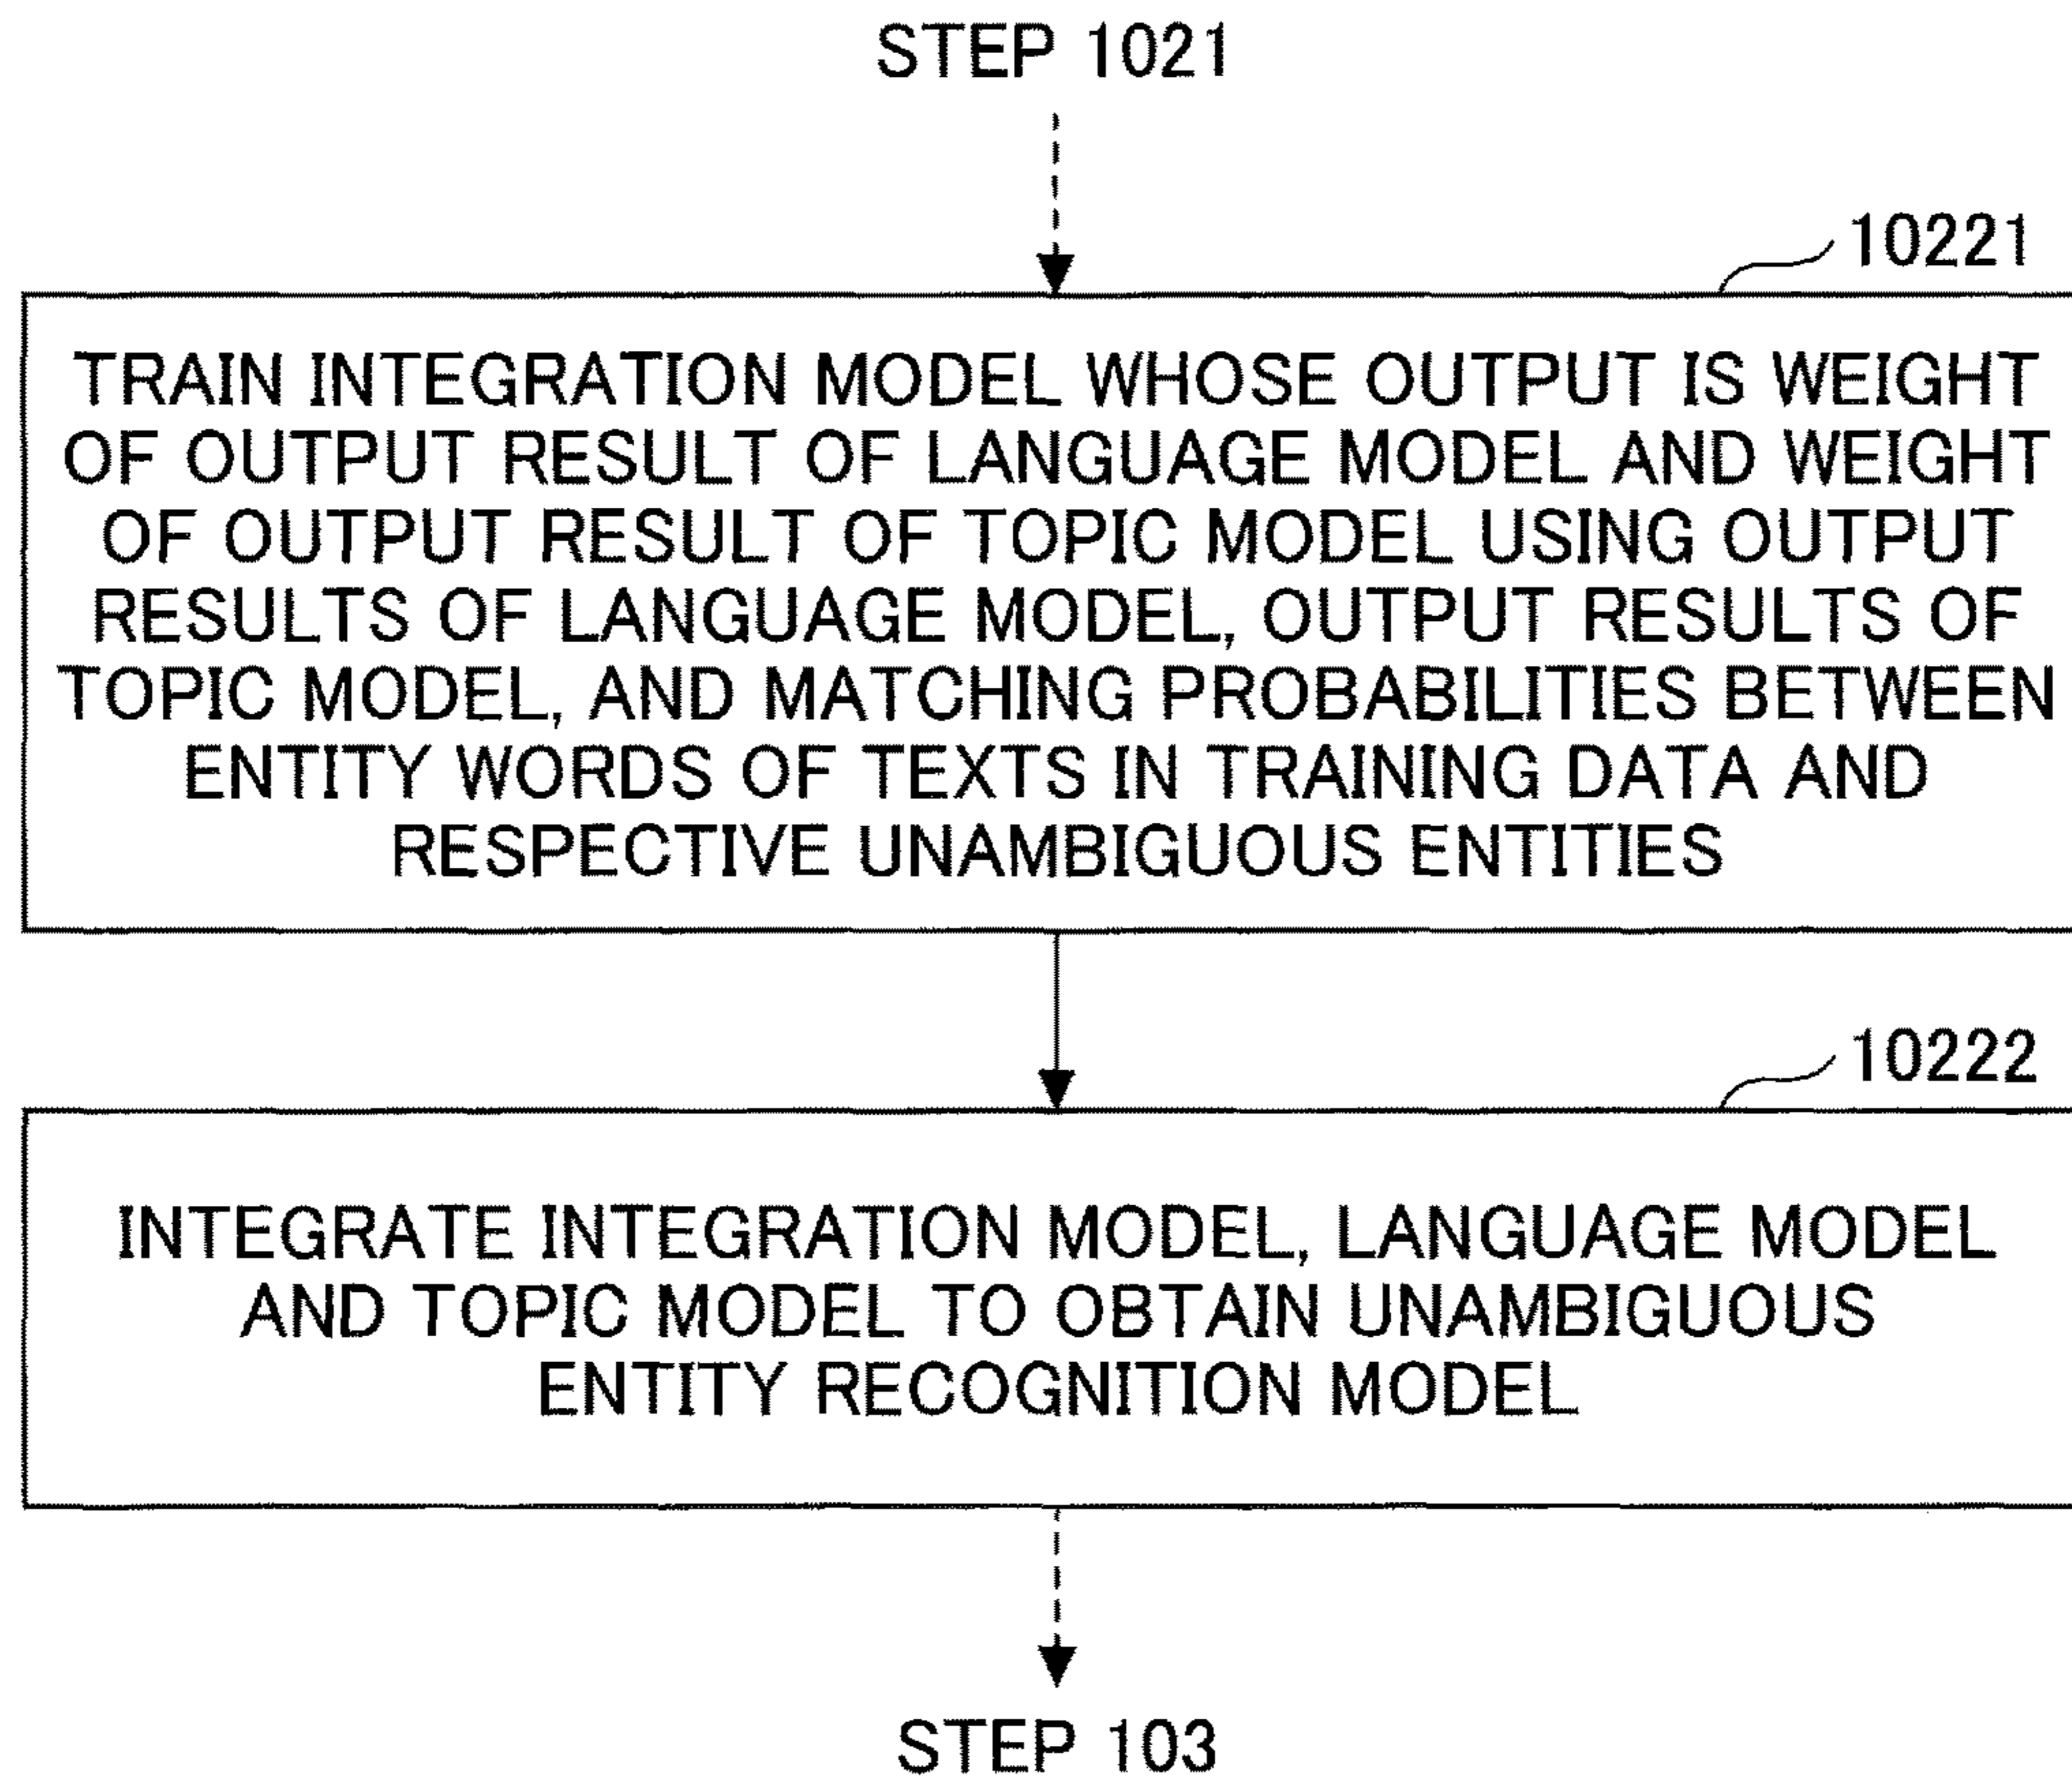 STEP 1021
10221
TRAIN INTEGRATION MODEL WHOSE OUTPUT IS WEIGHT
OF OUTPUT RESULT OF LANGUAGE MODEL AND WEIGHT
OF OUTPUT RESULT OF TOPIC MODEL USING OUTPUT
RESULTS OF LANGUAGE MODEL, OUTPUT RESULTS OF
TOPIC MODEL, AND MATCHING PROBABILITIES BETWEEN
ENTITY WORDS OF TEXTS IN TRAINING DATA AND
RESPECTIVE UNAMBIGUOUS ENTITIES
10222
INTEGRATE INTEGRATION MODEL, LANGUAGE MODEL
AND TOPIC MODEL TO OBTAIN UNAMBIGUOUS
ENTITY RECOGNITION MODEL
STEP 103